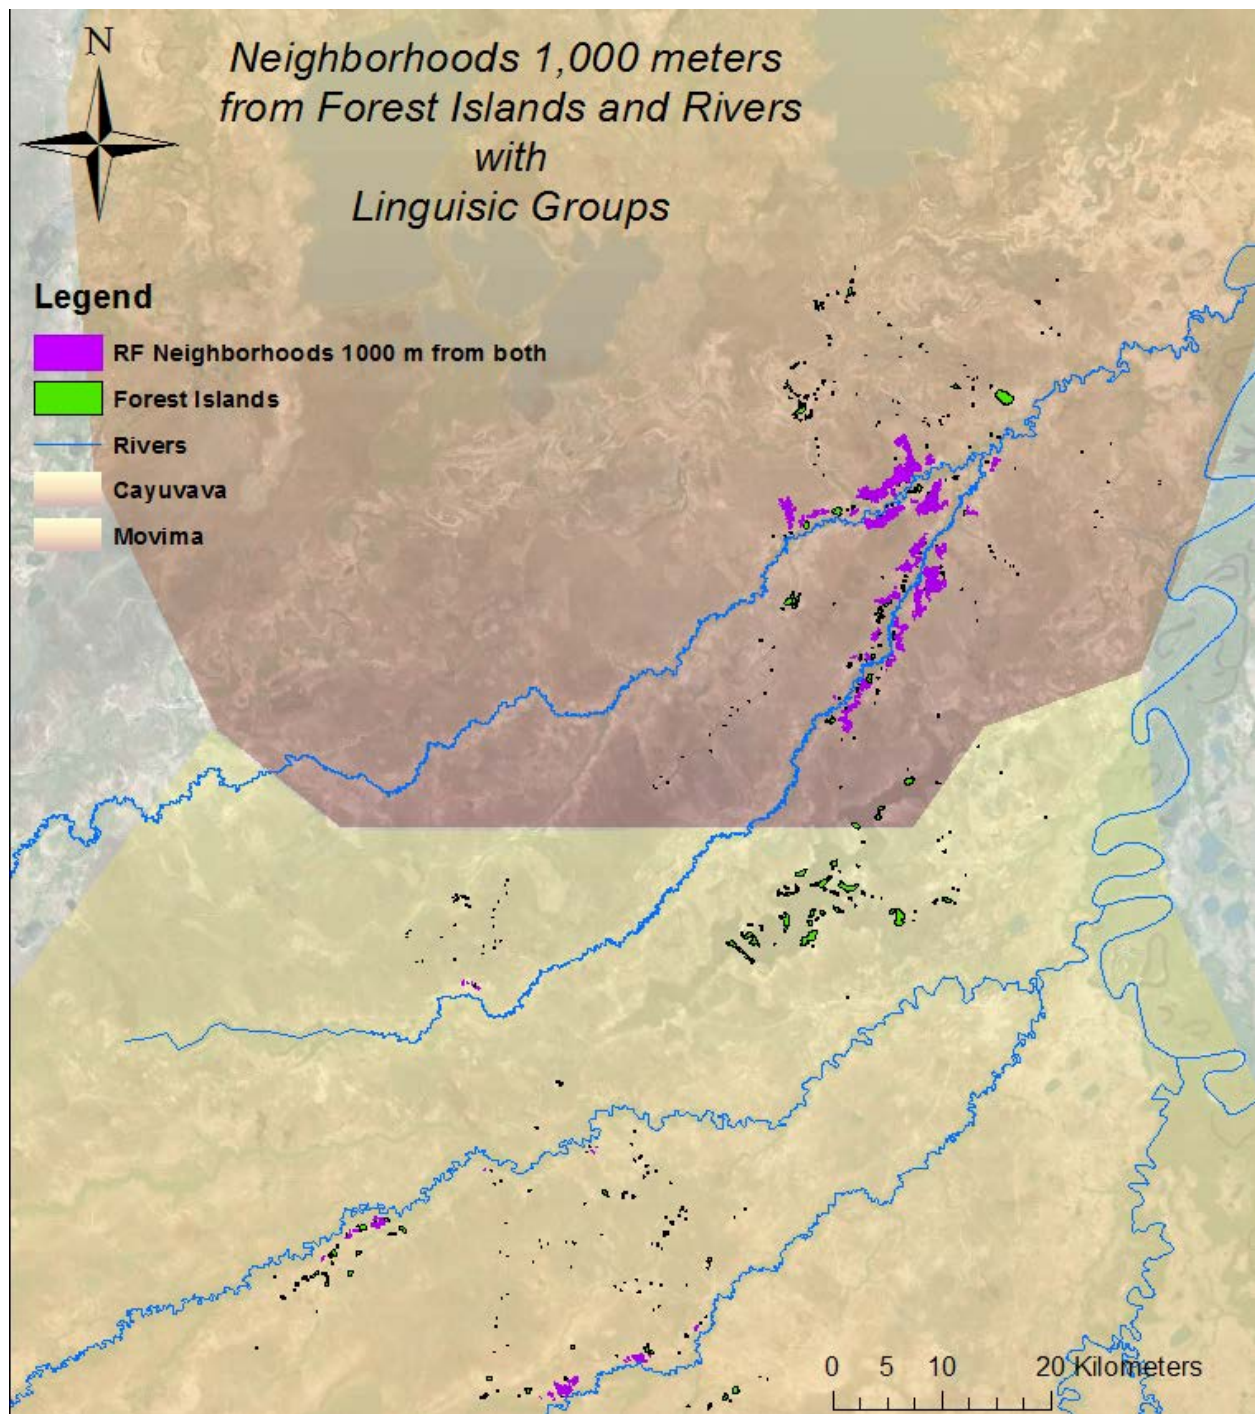 N
Neighborhoods 1,000 meters
from Forest Islands and Rivers
with
Linguisic Groups
Legend
RF Neighborhoods 1000 m from both
Forest Islands
Rivers
Cayuvava
Movima
0 5 10 20 Kilometers